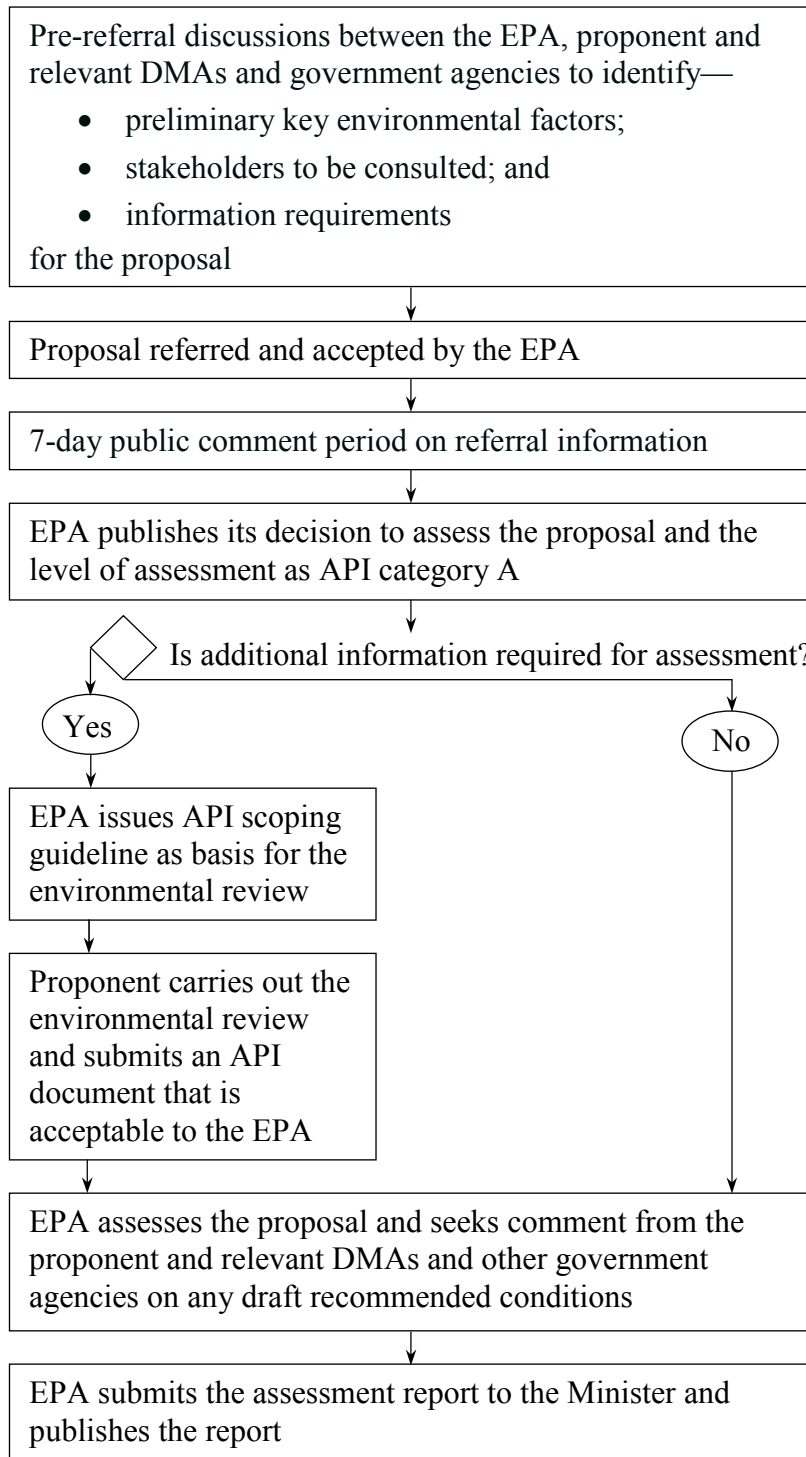 Pre-referral discussions between the EPA, proponent and
relevant DMAs and government agencies to identify—
• preliminary key environmental factors;
• stakeholders to be consulted; and
• information requirements
for the proposal
Proposal referred and accepted by the EPA
7-day public comment period on referral information
EPA publishes its decision to assess the proposal and the
level of assessment as API category A
Is additional information required for assessment?
Yes
No
EPA issues API scoping
guideline as basis for the
environmental review
Proponent carries out the
environmental review
and submits an API
document that is
acceptable to the EPA
EPA assesses the proposal and seeks comment from the
proponent and relevant DMAs and other government
agencies on any draft recommended conditions
EPA submits the assessment report to the Minister and
publishes the report